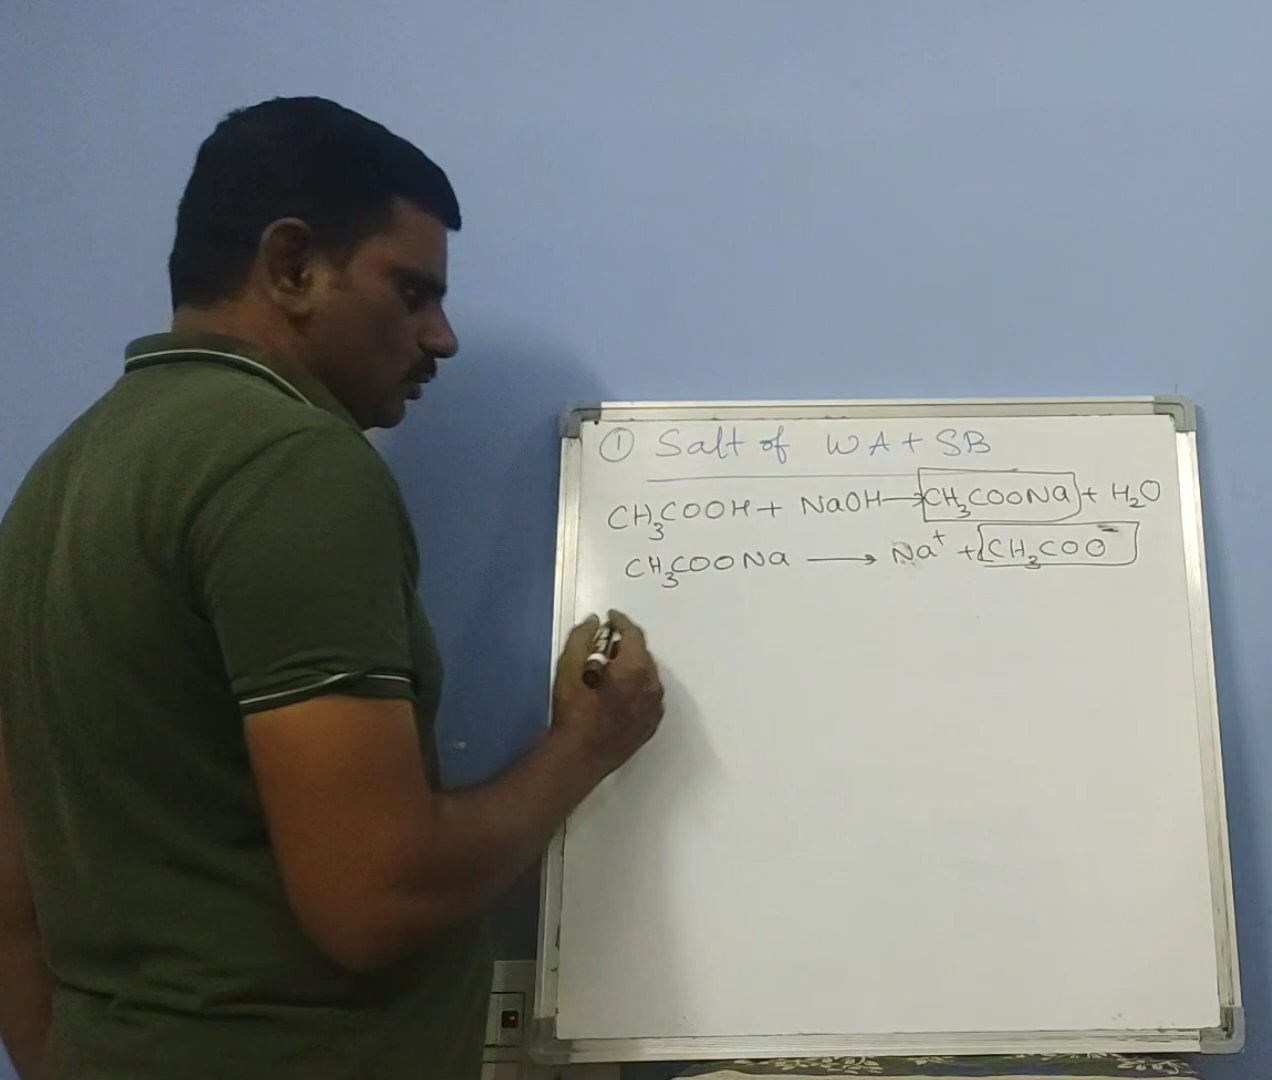 ① Salt of WA + SB
CH₃COOH + NaOH → CH₃COONa + H₂O
CH₃COONa → Na⁺ + CH₃COO⁻